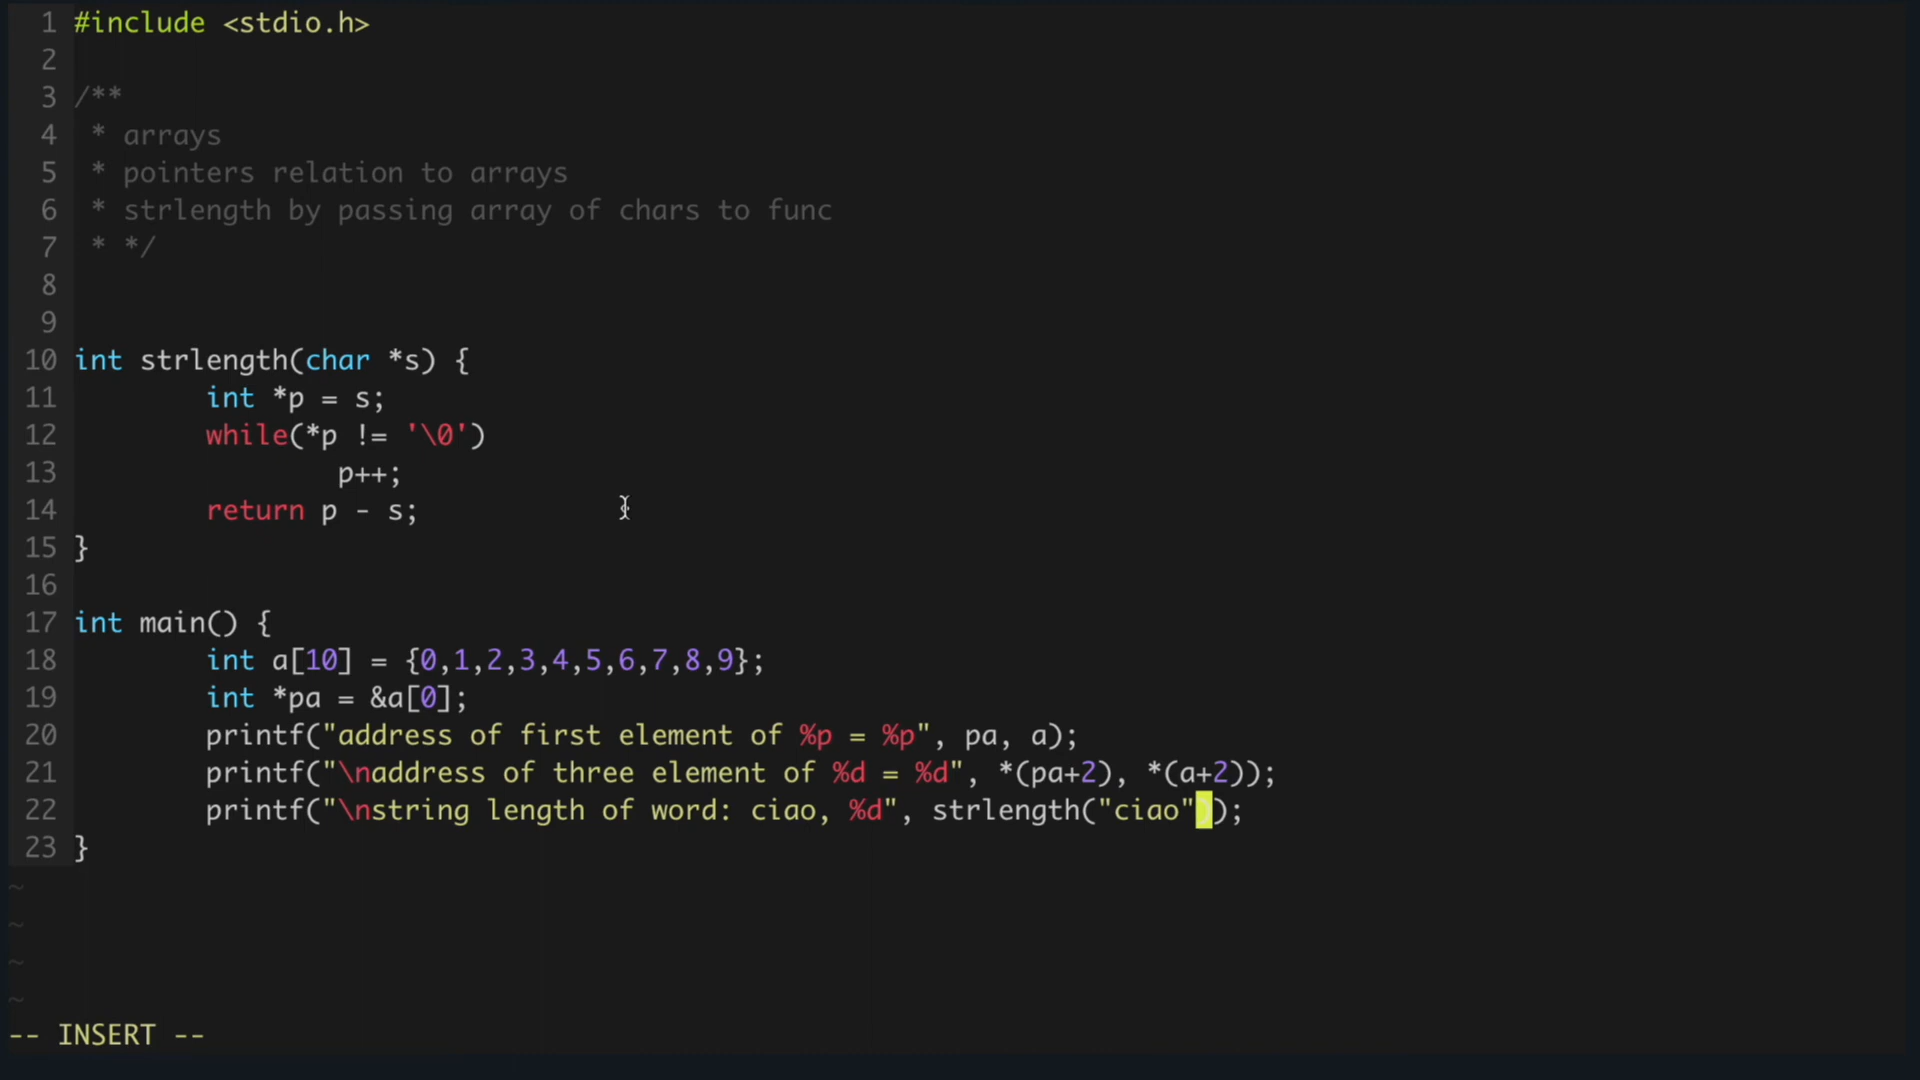 1 #include <stdio.h>
2
3 /**
4  * arrays
5  * pointers relation to arrays
6  * strlength by passing array of chars to func
7  * */
8
9
10 int strlength(char *s) {
11         int *p = s;
12         while(*p != '\0')
13                 p++;
14         return p - s;
15 }
16
17 int main() {
18         int a[10] = {0,1,2,3,4,5,6,7,8,9};
19         int *pa = &a[0];
20         printf("address of first element of %p = %p", pa, a);
21         printf("\naddress of three element of %d = %d", *(pa+2), *(a+2));
22         printf("\nstring length of word: ciao, %d", strlength("ciao"));
23 }
~
~
~
~
-- INSERT --